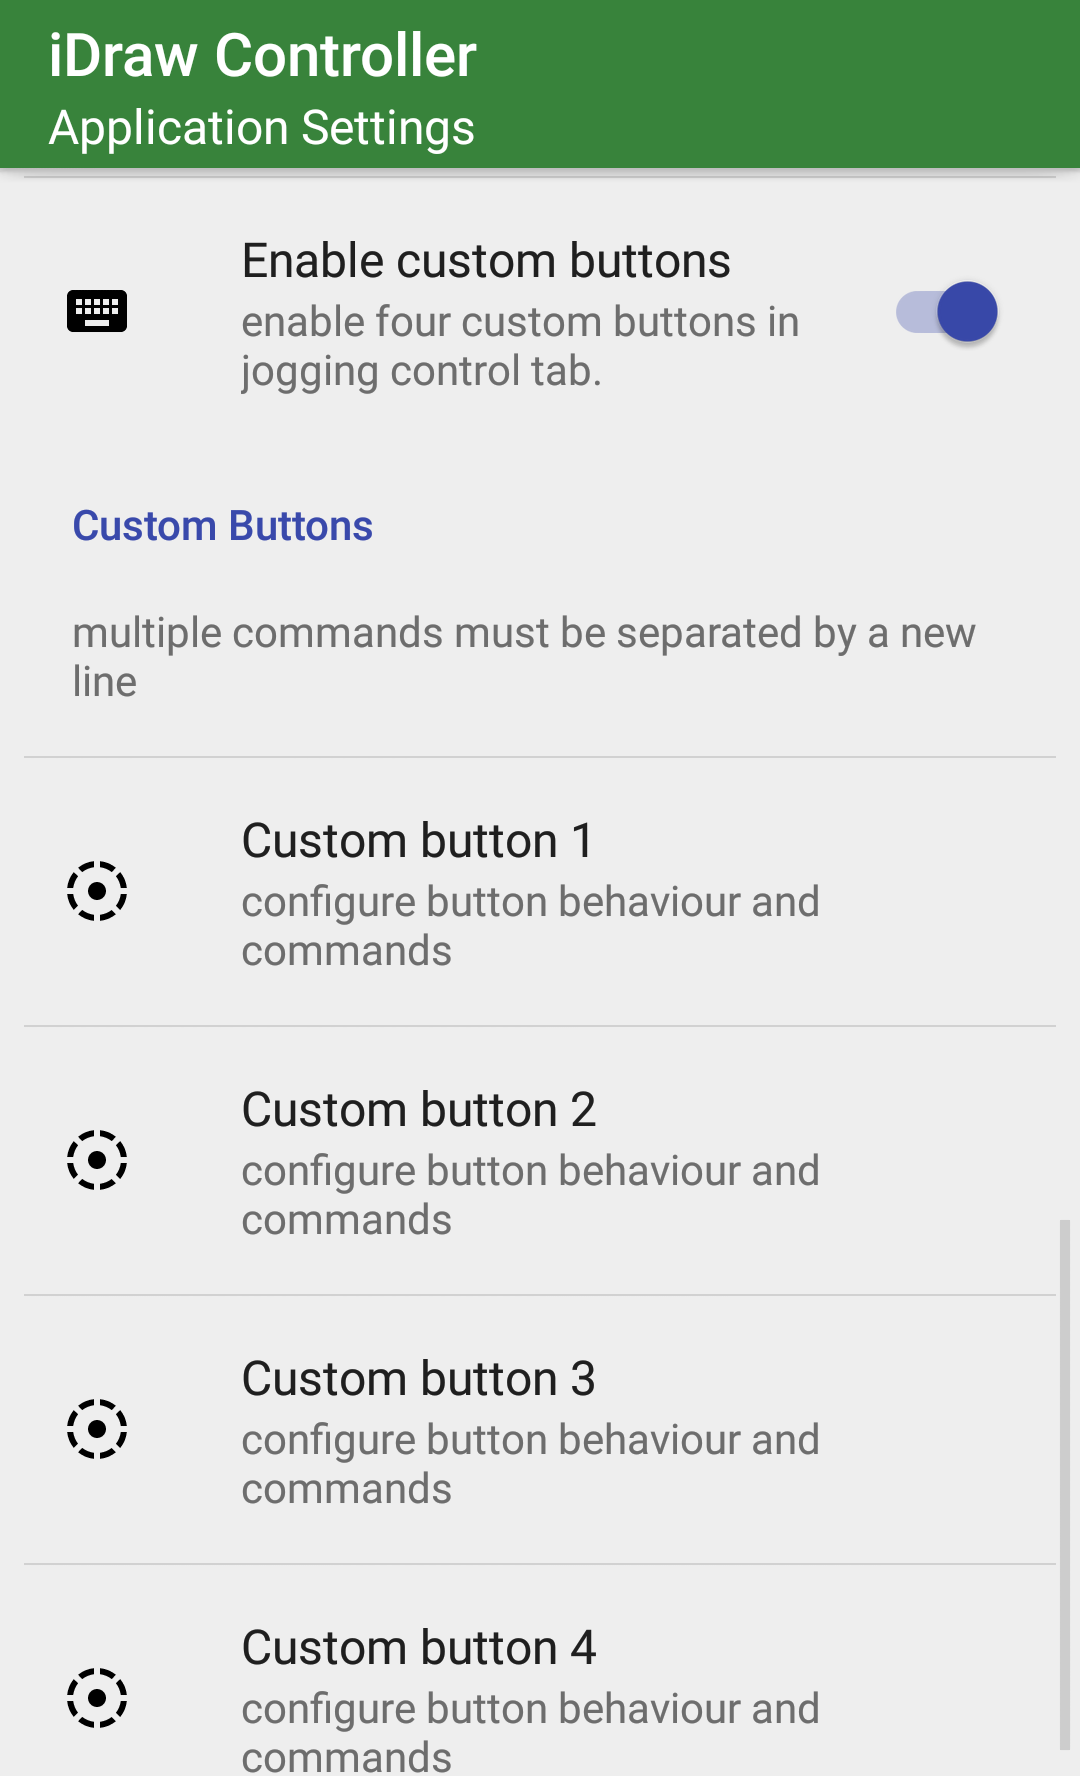 iDraw Controller
Application Settings
Enable custom buttons
enable four custom buttons in
jogging control tab.
Custom Buttons
multiple commands must be separated by a new
line
Custom button 1
configure button behaviour and
commands
Custom button 2
configure button behaviour and
commands
Custom button 3
configure button behaviour and
commands
Custom button 4
configure button behaviour and
commands